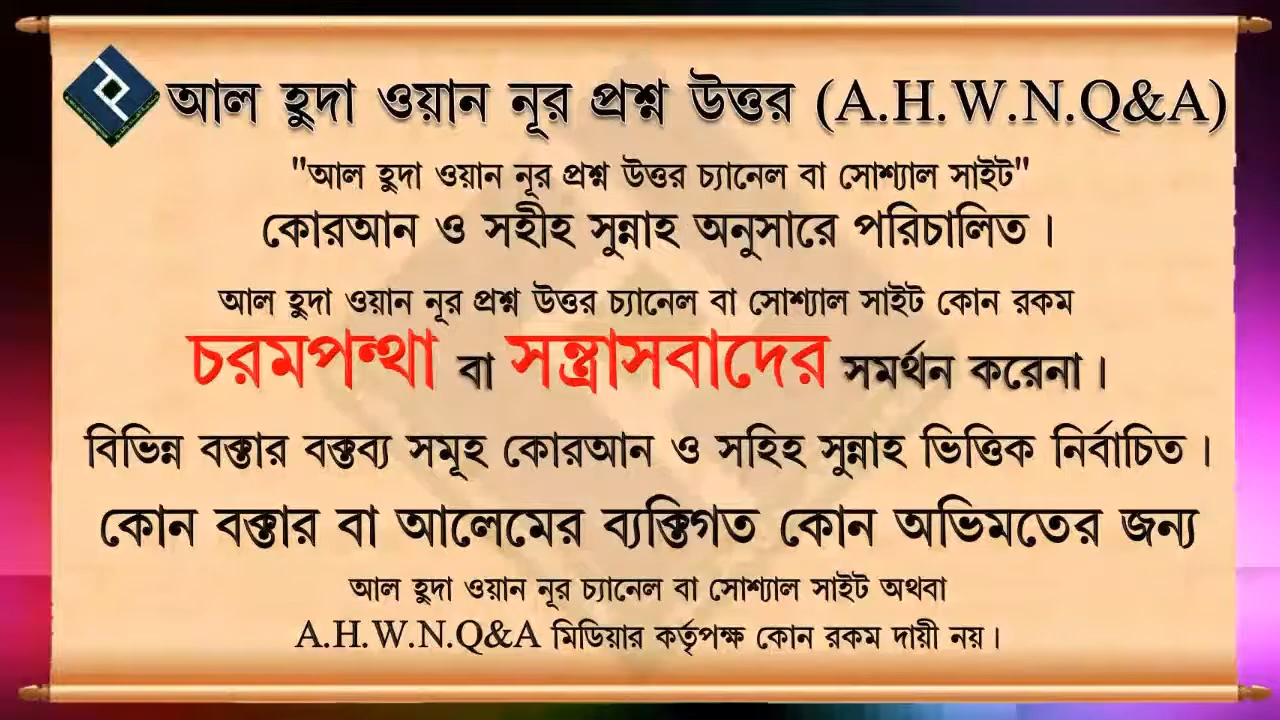 আল হুদা ওয়ান নূর প্রশ্ন উত্তর (A.H.W.N.Q&A)
"আল হুদা ওয়ান নূর প্রশ্ন উত্তর চ্যানেল বা সোশ্যাল সাইট"
কোরআন ও সহীহ সুন্নাহ অনুসারে পরিচালিত ।
আল হুদা ওয়ান নূর প্রশ্ন উত্তর চ্যানেল বা সোশ্যাল সাইট কোন রকম
চরমপন্থা বা সন্ত্রাসবাদের সমর্থন করেনা ।
বিভিন্ন বক্তার বক্তব্য সমূহ কোরআন ও সহিহ সুন্নাহ ভিত্তিক নির্বাচিত ।
কোন বক্তার বা আলেমের ব্যক্তিগত কোন অভিমতের জন্য
আল হুদা ওয়ান নূর চ্যানেল বা সোশ্যাল সাইট অথবা
A.H.W.N.Q&A মিডিয়ার কর্তৃপক্ষ কোন রকম দায়ী নয় ।